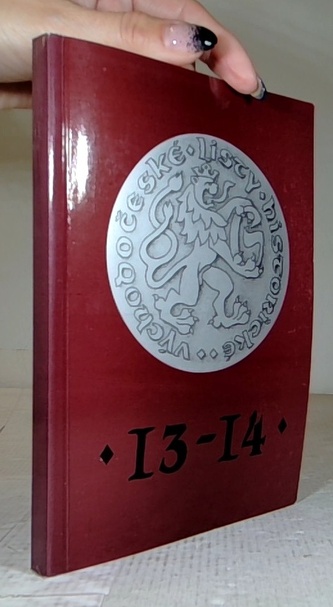 východočeské · listy · historické ··
· 13-14 ·